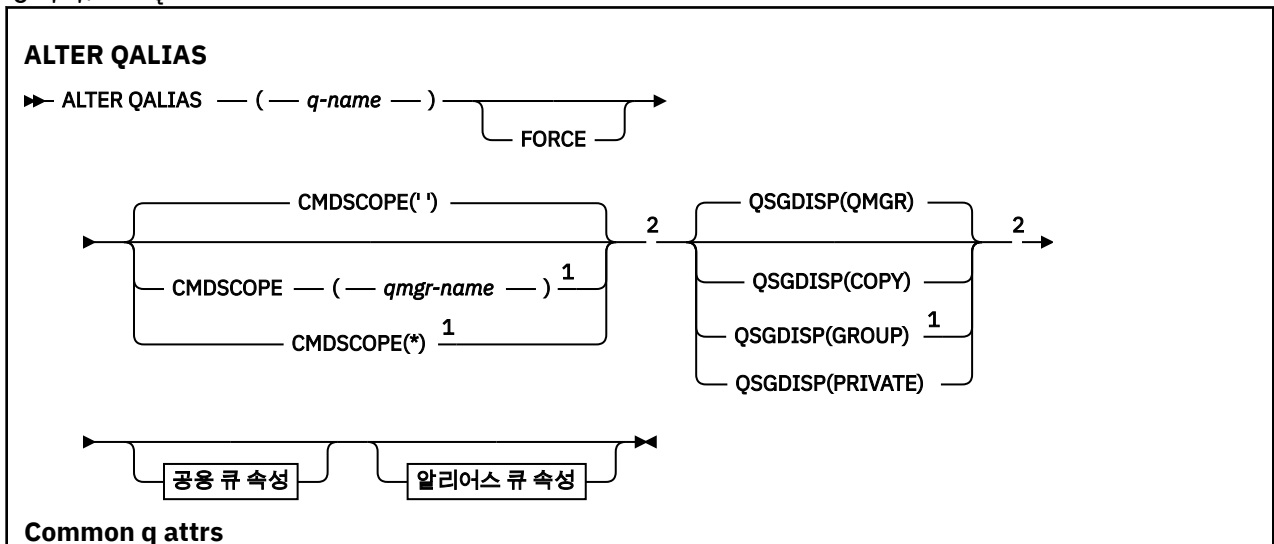 ALTER QALIAS
ALTER QALIAS ( q-name )
FORCE
CMDSCOPE(' ')
2
QSGDISP(QMGR)
2
CMDSCOPE ( qmgr-name ) 1
QSGDISP(COPY)
CMDSCOPE(*) 1
QSGDISP(GROUP) 1
QSGDISP(PRIVATE)
공용 큐 속성
알리어스 큐 속성
Common q attrs